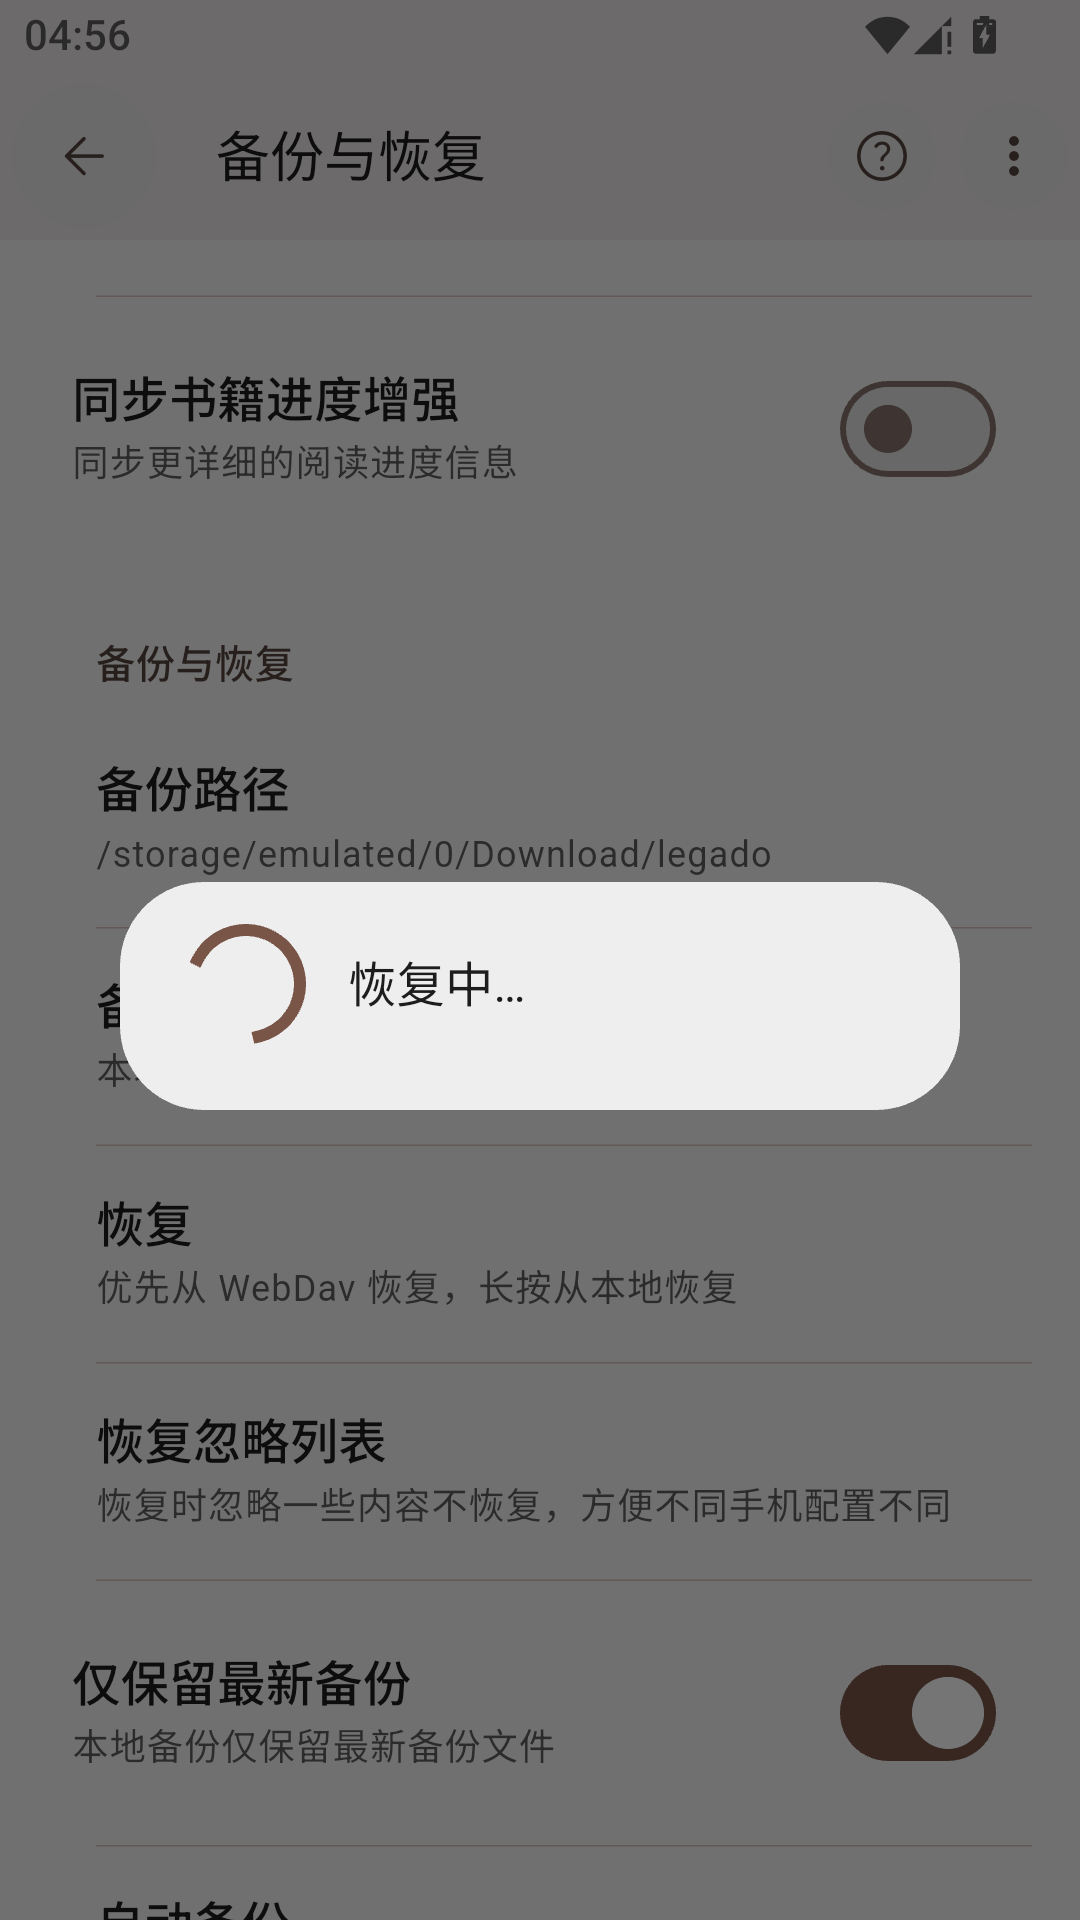 04:56
备份与恢复
同步书籍进度增强
同步更详细的阅读进度信息
备份与恢复
备份路径
/storage/emulated/0/Download/legado
恢复中...
本
恢复
优先从 WebDav 恢复，长按从本地恢复
恢复忽略列表
恢复时忽略一些内容不恢复，方便不同手机配置不同
仅保留最新备份
本地备份仅保留最新备份文件
自动备份